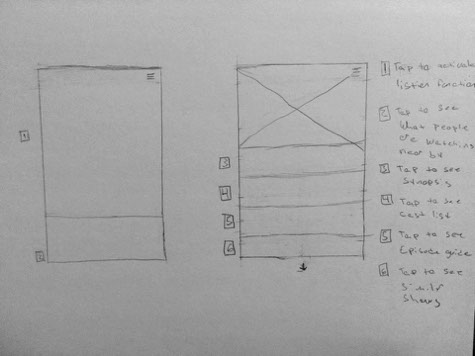 1
2
3
4
5
6
1 Tap to activate
listen function
2 Tap to see
what people
are watching
near by
3 Tap to see
Synopsis
4 Tap to see
cast list
5 Tap to see
Episode guide
6 Tap to see
Similar
Shows